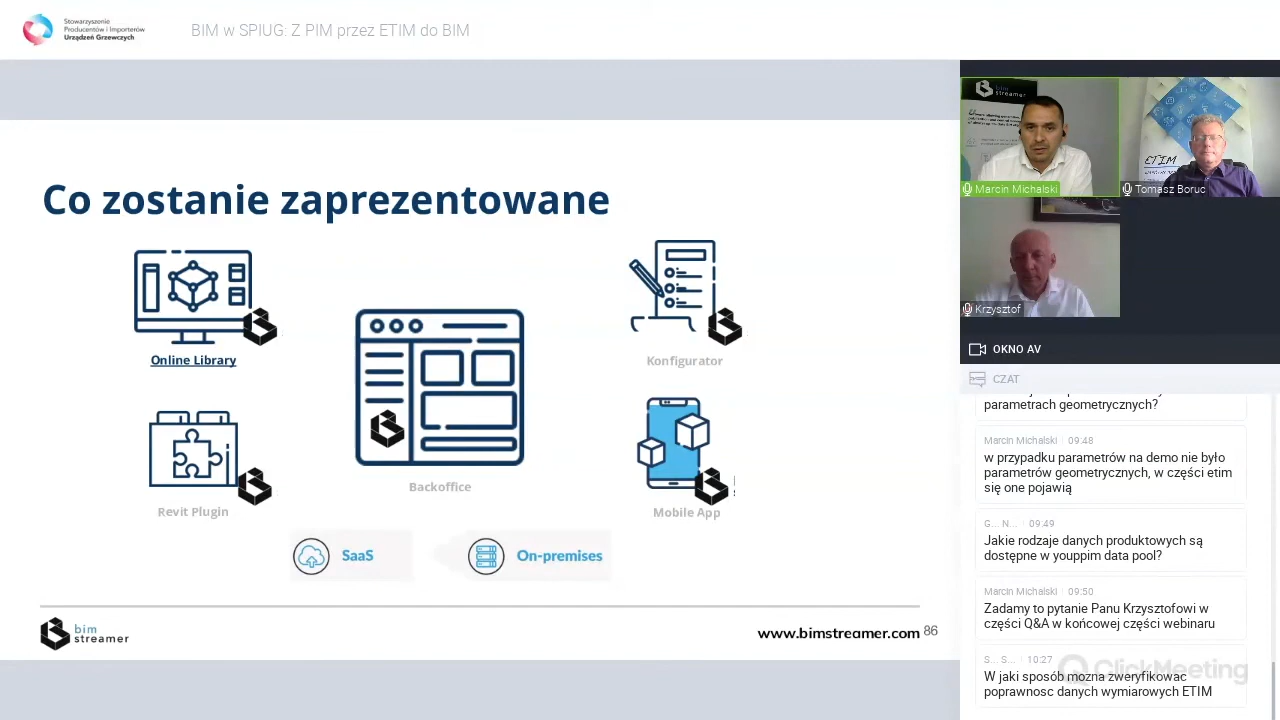 Stowarzyszenie
Producentów i Importerów
Urządzeń Grzewczych
BIM w SPIUG: Z PIM przez ETIM do BIM
Co zostanie zaprezentowane
Online Library
Konfigurator
Backoffice
Revit Plugin
Mobile App
SaaS
On-premises
bim
streamer
www.bimstreamer.com 86
bim
streamer
Marcin Michalski
ETIM
Tomasz Boruc
Krzysztof
OKNO AV
CZAT
parametrach geometrycznych?
Marcin Michalski 09:48
w przypadku parametrów na demo nie było
parametrów geometrycznych, w części etim
się one pojawią
G... N... 09:49
Jakie rodzaje danych produktowych są
dostępne w youppim data pool?
Marcin Michalski 09:50
Zadamy to pytanie Panu Krzysztofowi w
części Q&A w końcowej części webinaru
S... S... 10:27
W jaki sposób mozna zweryfikowac
poprawnosc danych wymiarowych ETIM
ClickMeeting